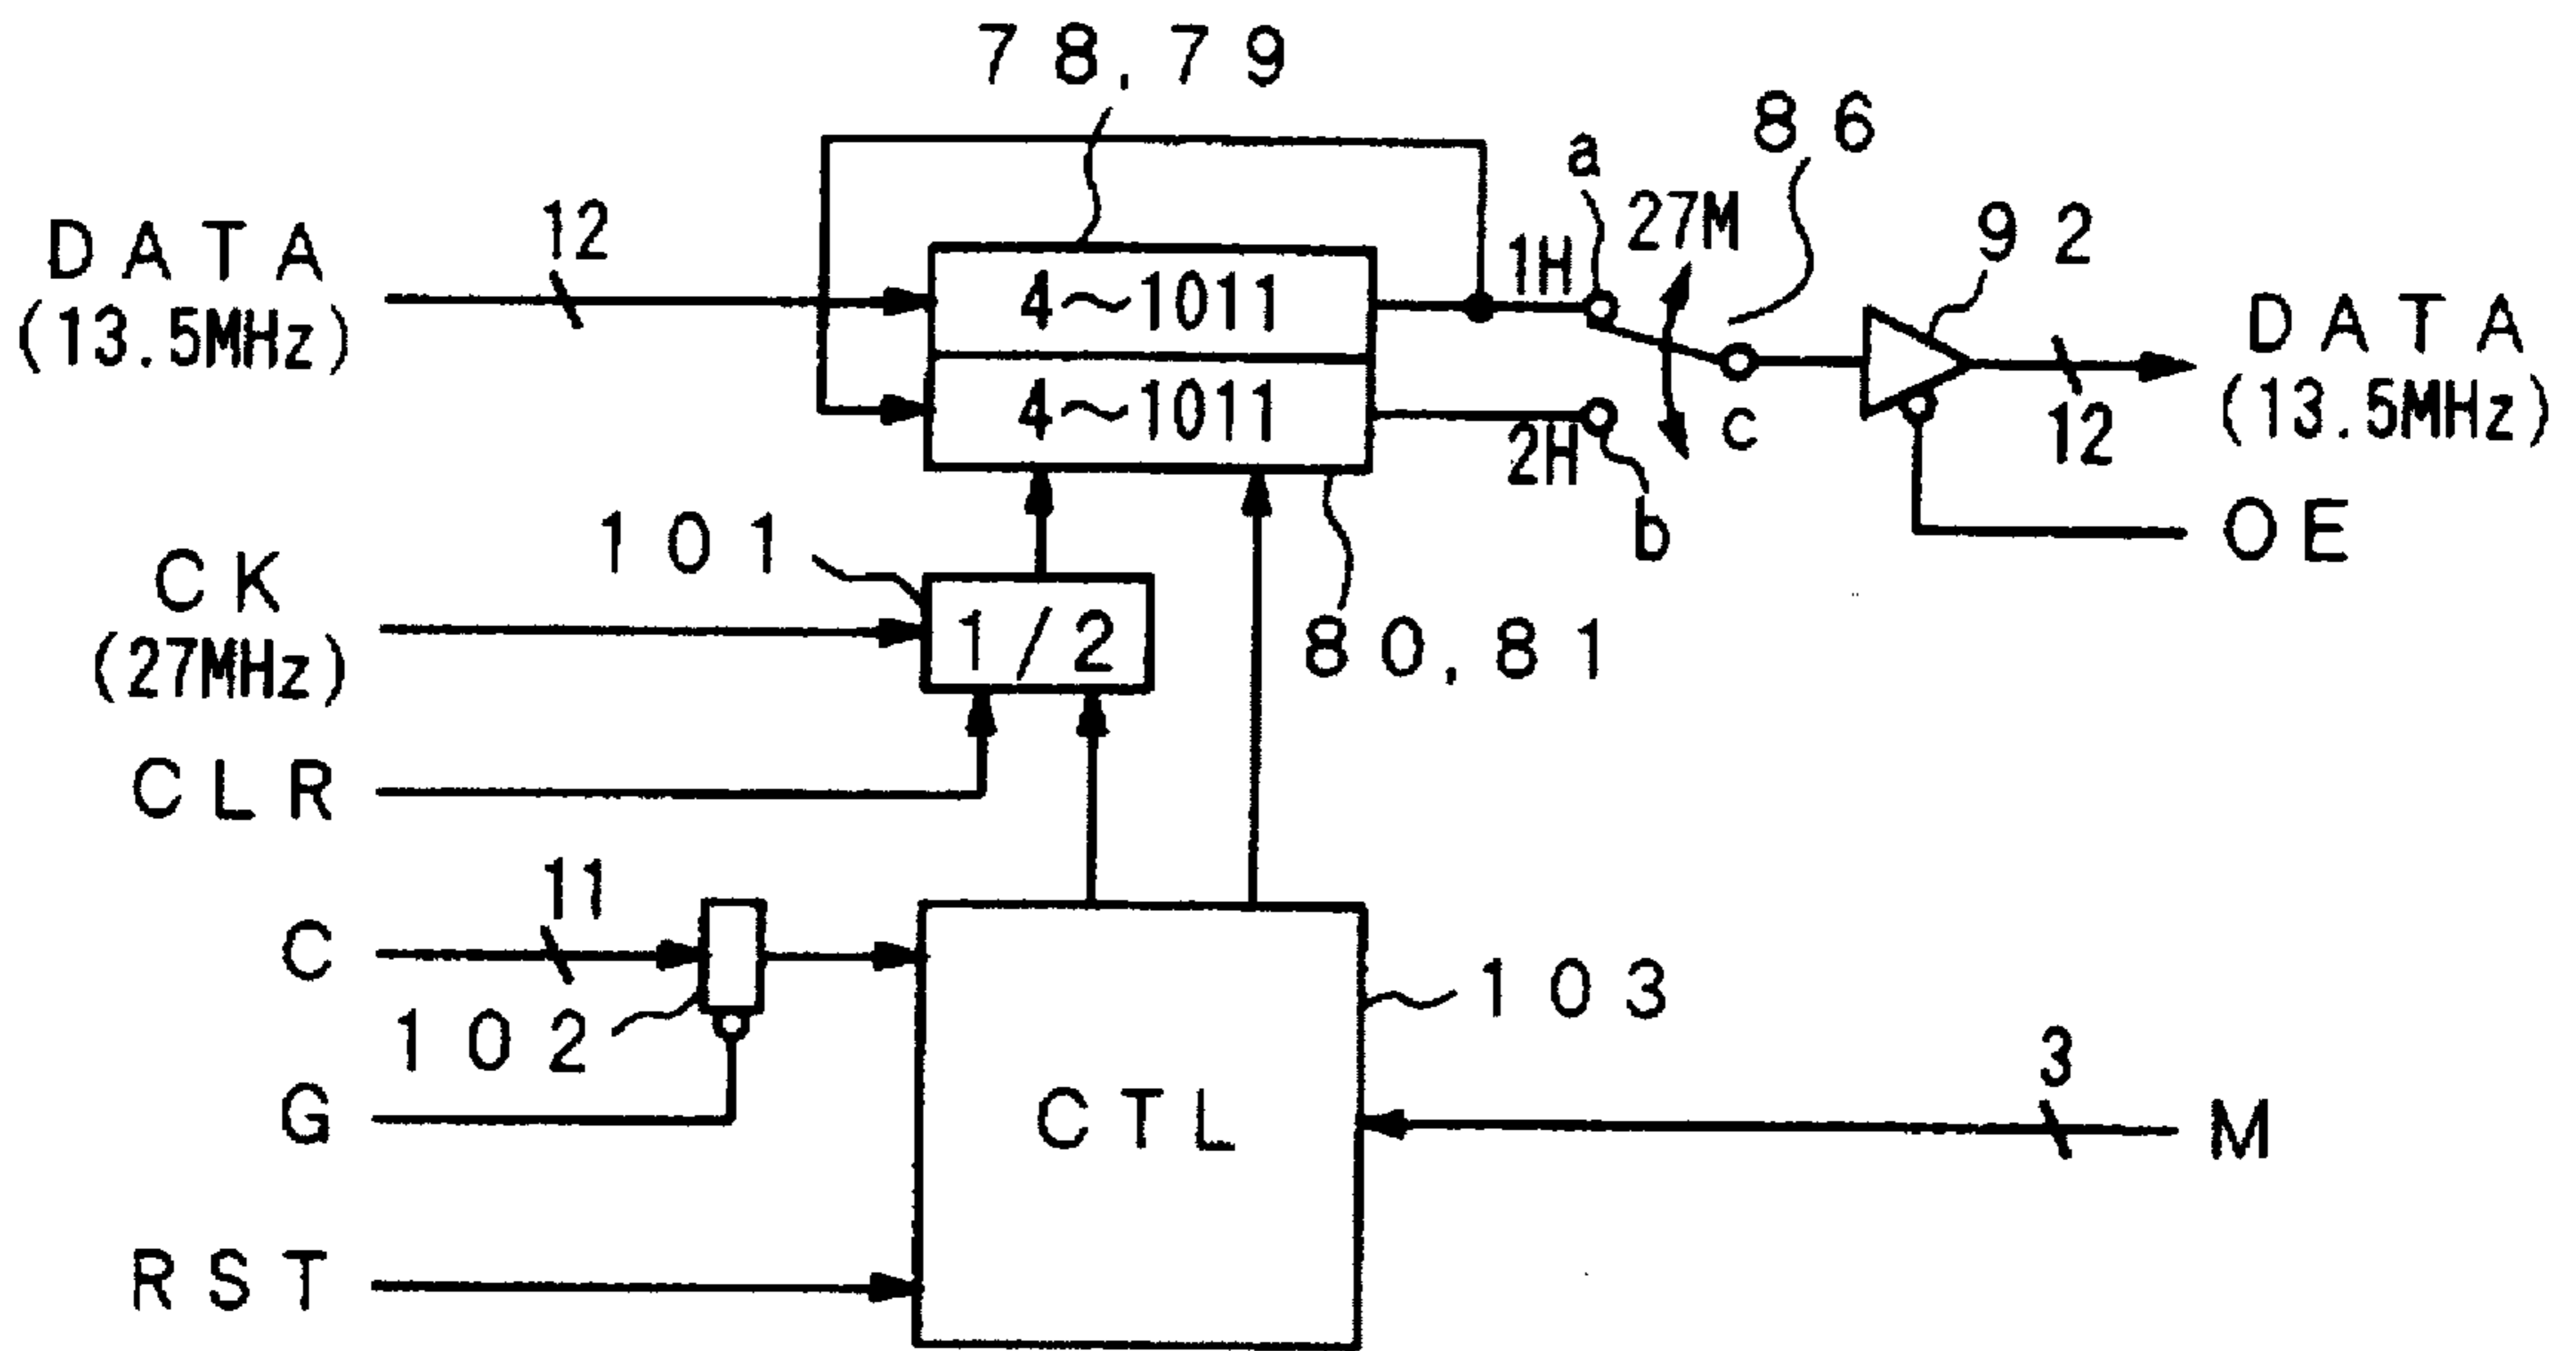 78, 79
86
a
27M
12
1H
92
DATA
(13.5MHz)
4~1011
4~1011
DATA
(13.5MHz)
12
c
2H
b
OE
101
CK
(27MHz)
1/2
80, 81
CLR
11
C
102
103
3
G
CTL
M
RST